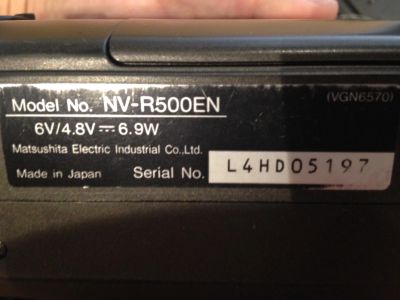 Model No. NV-R500EN
(VGN6570)
6V/4.8V⎓6.9W
Matsushita Electric Industrial Co.,Ltd.
Made in Japan Serial No. L4HD05197